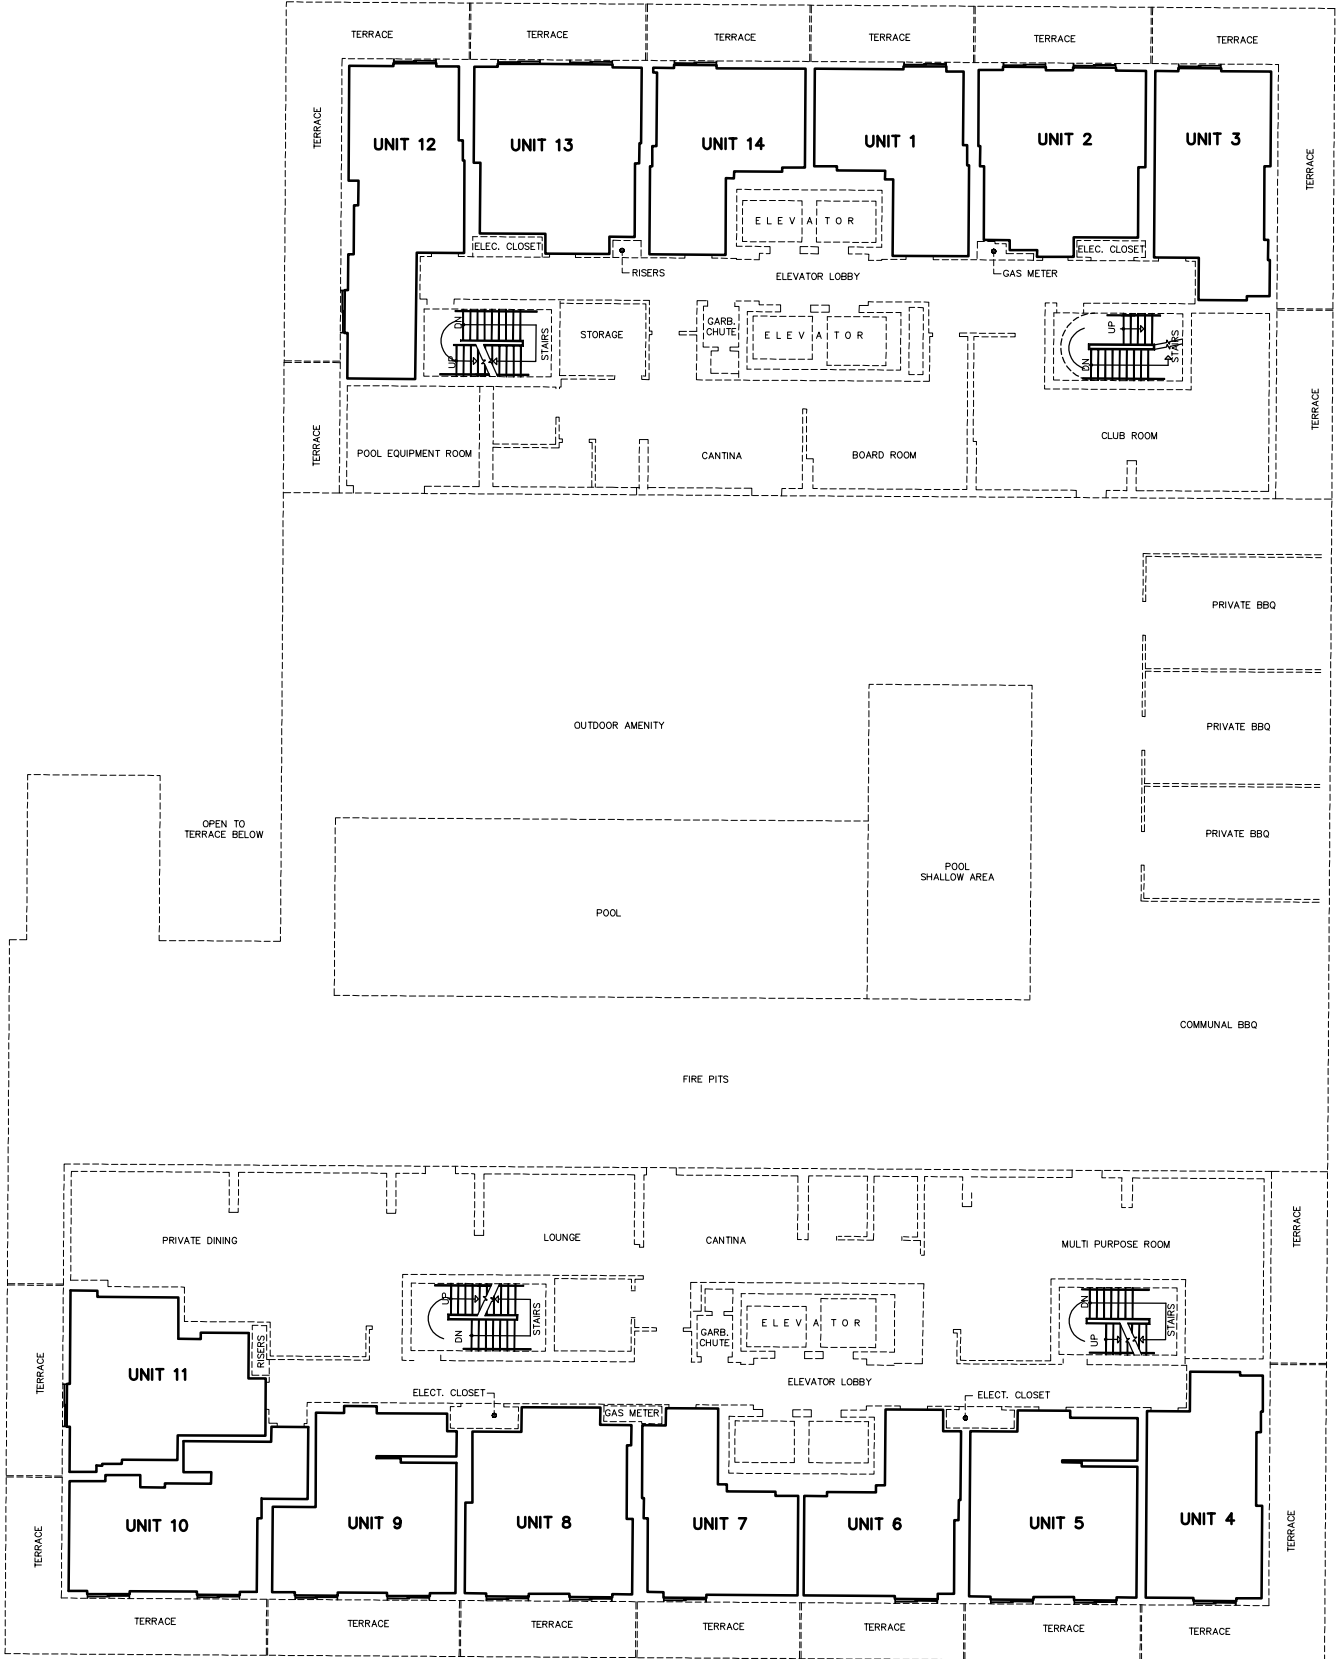 TERRACE
TERRACE
TERRACE
TERRACE
TERRACE
TERRACE
TERRACE
UNIT 12
UNIT 13
UNIT 14
UNIT 1
UNIT 2
UNIT 3
TERRACE
ELEVATOR
ELEC. CLOSET
RISERS
ELEVATOR LOBBY
GAS METER
ELEC. CLOSET
DN
UP
STAIRS
STORAGE
GARB.
CHUTE
ELEVATOR
UP
DN
STAIRS
TERRACE
POOL EQUIPMENT ROOM
CANTINA
BOARD ROOM
CLUB ROOM
TERRACE
PRIVATE BBQ
OUTDOOR AMENITY
PRIVATE BBQ
OPEN TO
TERRACE BELOW
PRIVATE BBQ
POOL
SHALLOW AREA
POOL
COMMUNAL BBQ
FIRE PITS
PRIVATE DINING
LOUNGE
CANTINA
MULTI PURPOSE ROOM
TERRACE
UP
DN
STAIRS
GARB.
CHUTE
ELEVATOR
DN
UP
STAIRS
TERRACE
UNIT 11
RISERS
ELEVATOR LOBBY
ELECT. CLOSET
ELECT. CLOSET
GAS METER
TERRACE
UNIT 10
UNIT 9
UNIT 8
UNIT 7
UNIT 6
UNIT 5
UNIT 4
TERRACE
TERRACE
TERRACE
TERRACE
TERRACE
TERRACE
TERRACE
TERRACE